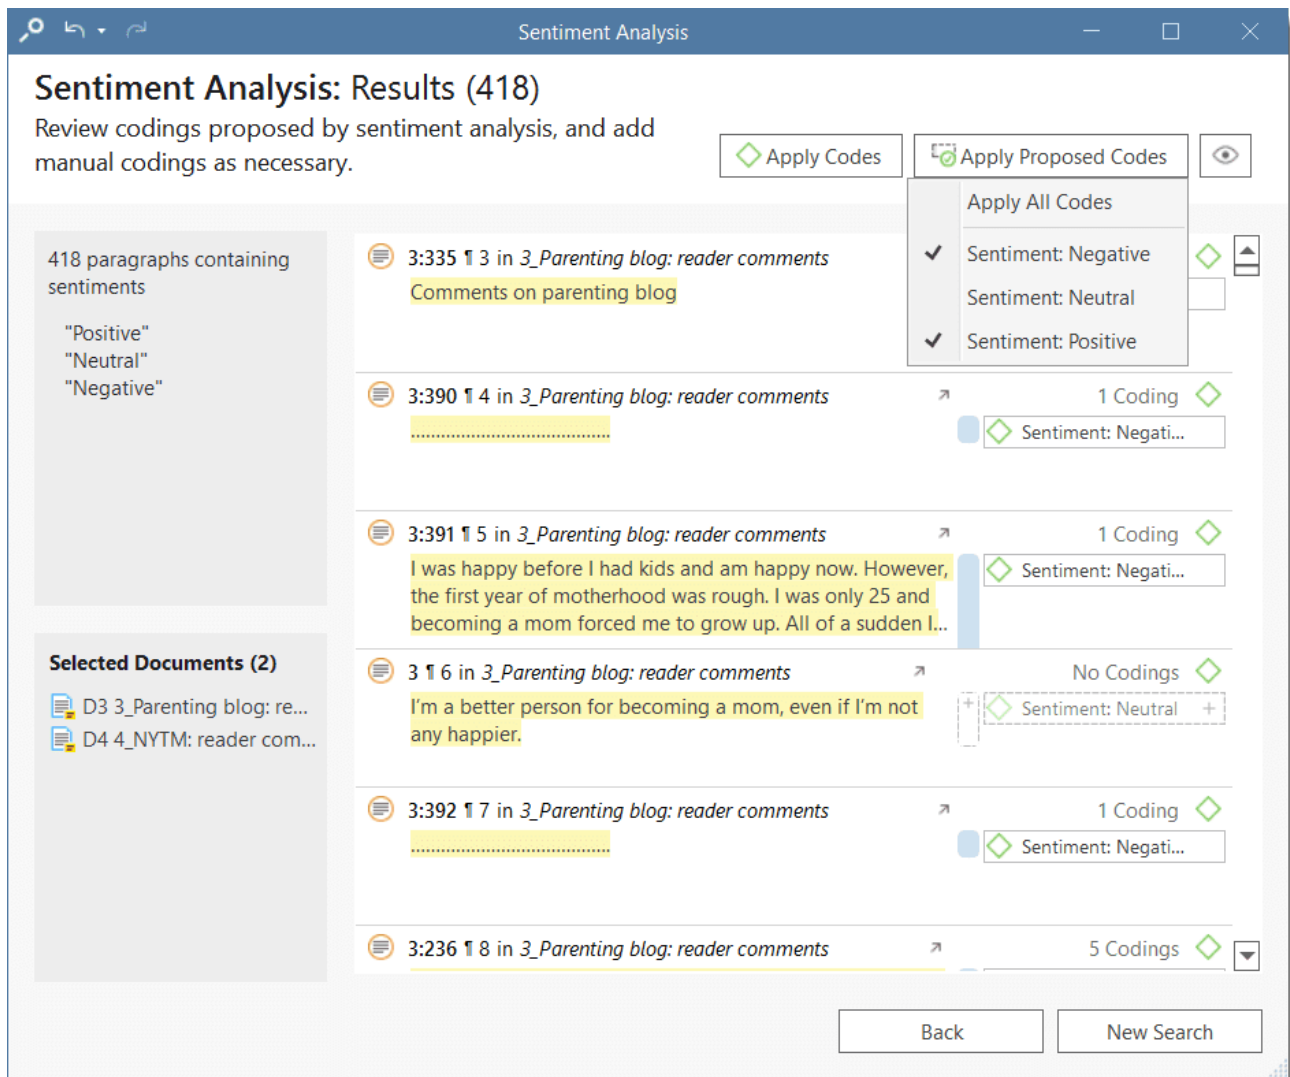 Sentiment Analysis
Sentiment Analysis: Results (418)
Review codings proposed by sentiment analysis, and add
manual codings as necessary.
Apply Codes
Apply Proposed Codes
Apply All Codes
Sentiment: Negative
Sentiment: Neutral
Sentiment: Positive
418 paragraphs containing
sentiments
"Positive"
"Neutral"
"Negative"
Selected Documents (2)
D3 3_Parenting blog: re...
D4 4_NYTM: reader com...
3:335 ¶ 3 in 3_Parenting blog: reader comments
Comments on parenting blog
3:390 ¶ 4 in 3_Parenting blog: reader comments
1 Coding
........................................
Sentiment: Negati...
3:391 ¶ 5 in 3_Parenting blog: reader comments
1 Coding
I was happy before I had kids and am happy now. However,
the first year of motherhood was rough. I was only 25 and
becoming a mom forced me to grow up. All of a sudden I...
Sentiment: Negati...
3 ¶ 6 in 3_Parenting blog: reader comments
No Codings
I'm a better person for becoming a mom, even if I'm not
any happier.
Sentiment: Neutral
3:392 ¶ 7 in 3_Parenting blog: reader comments
1 Coding
........................................
Sentiment: Negati...
3:236 ¶ 8 in 3_Parenting blog: reader comments
5 Codings
Back
New Search